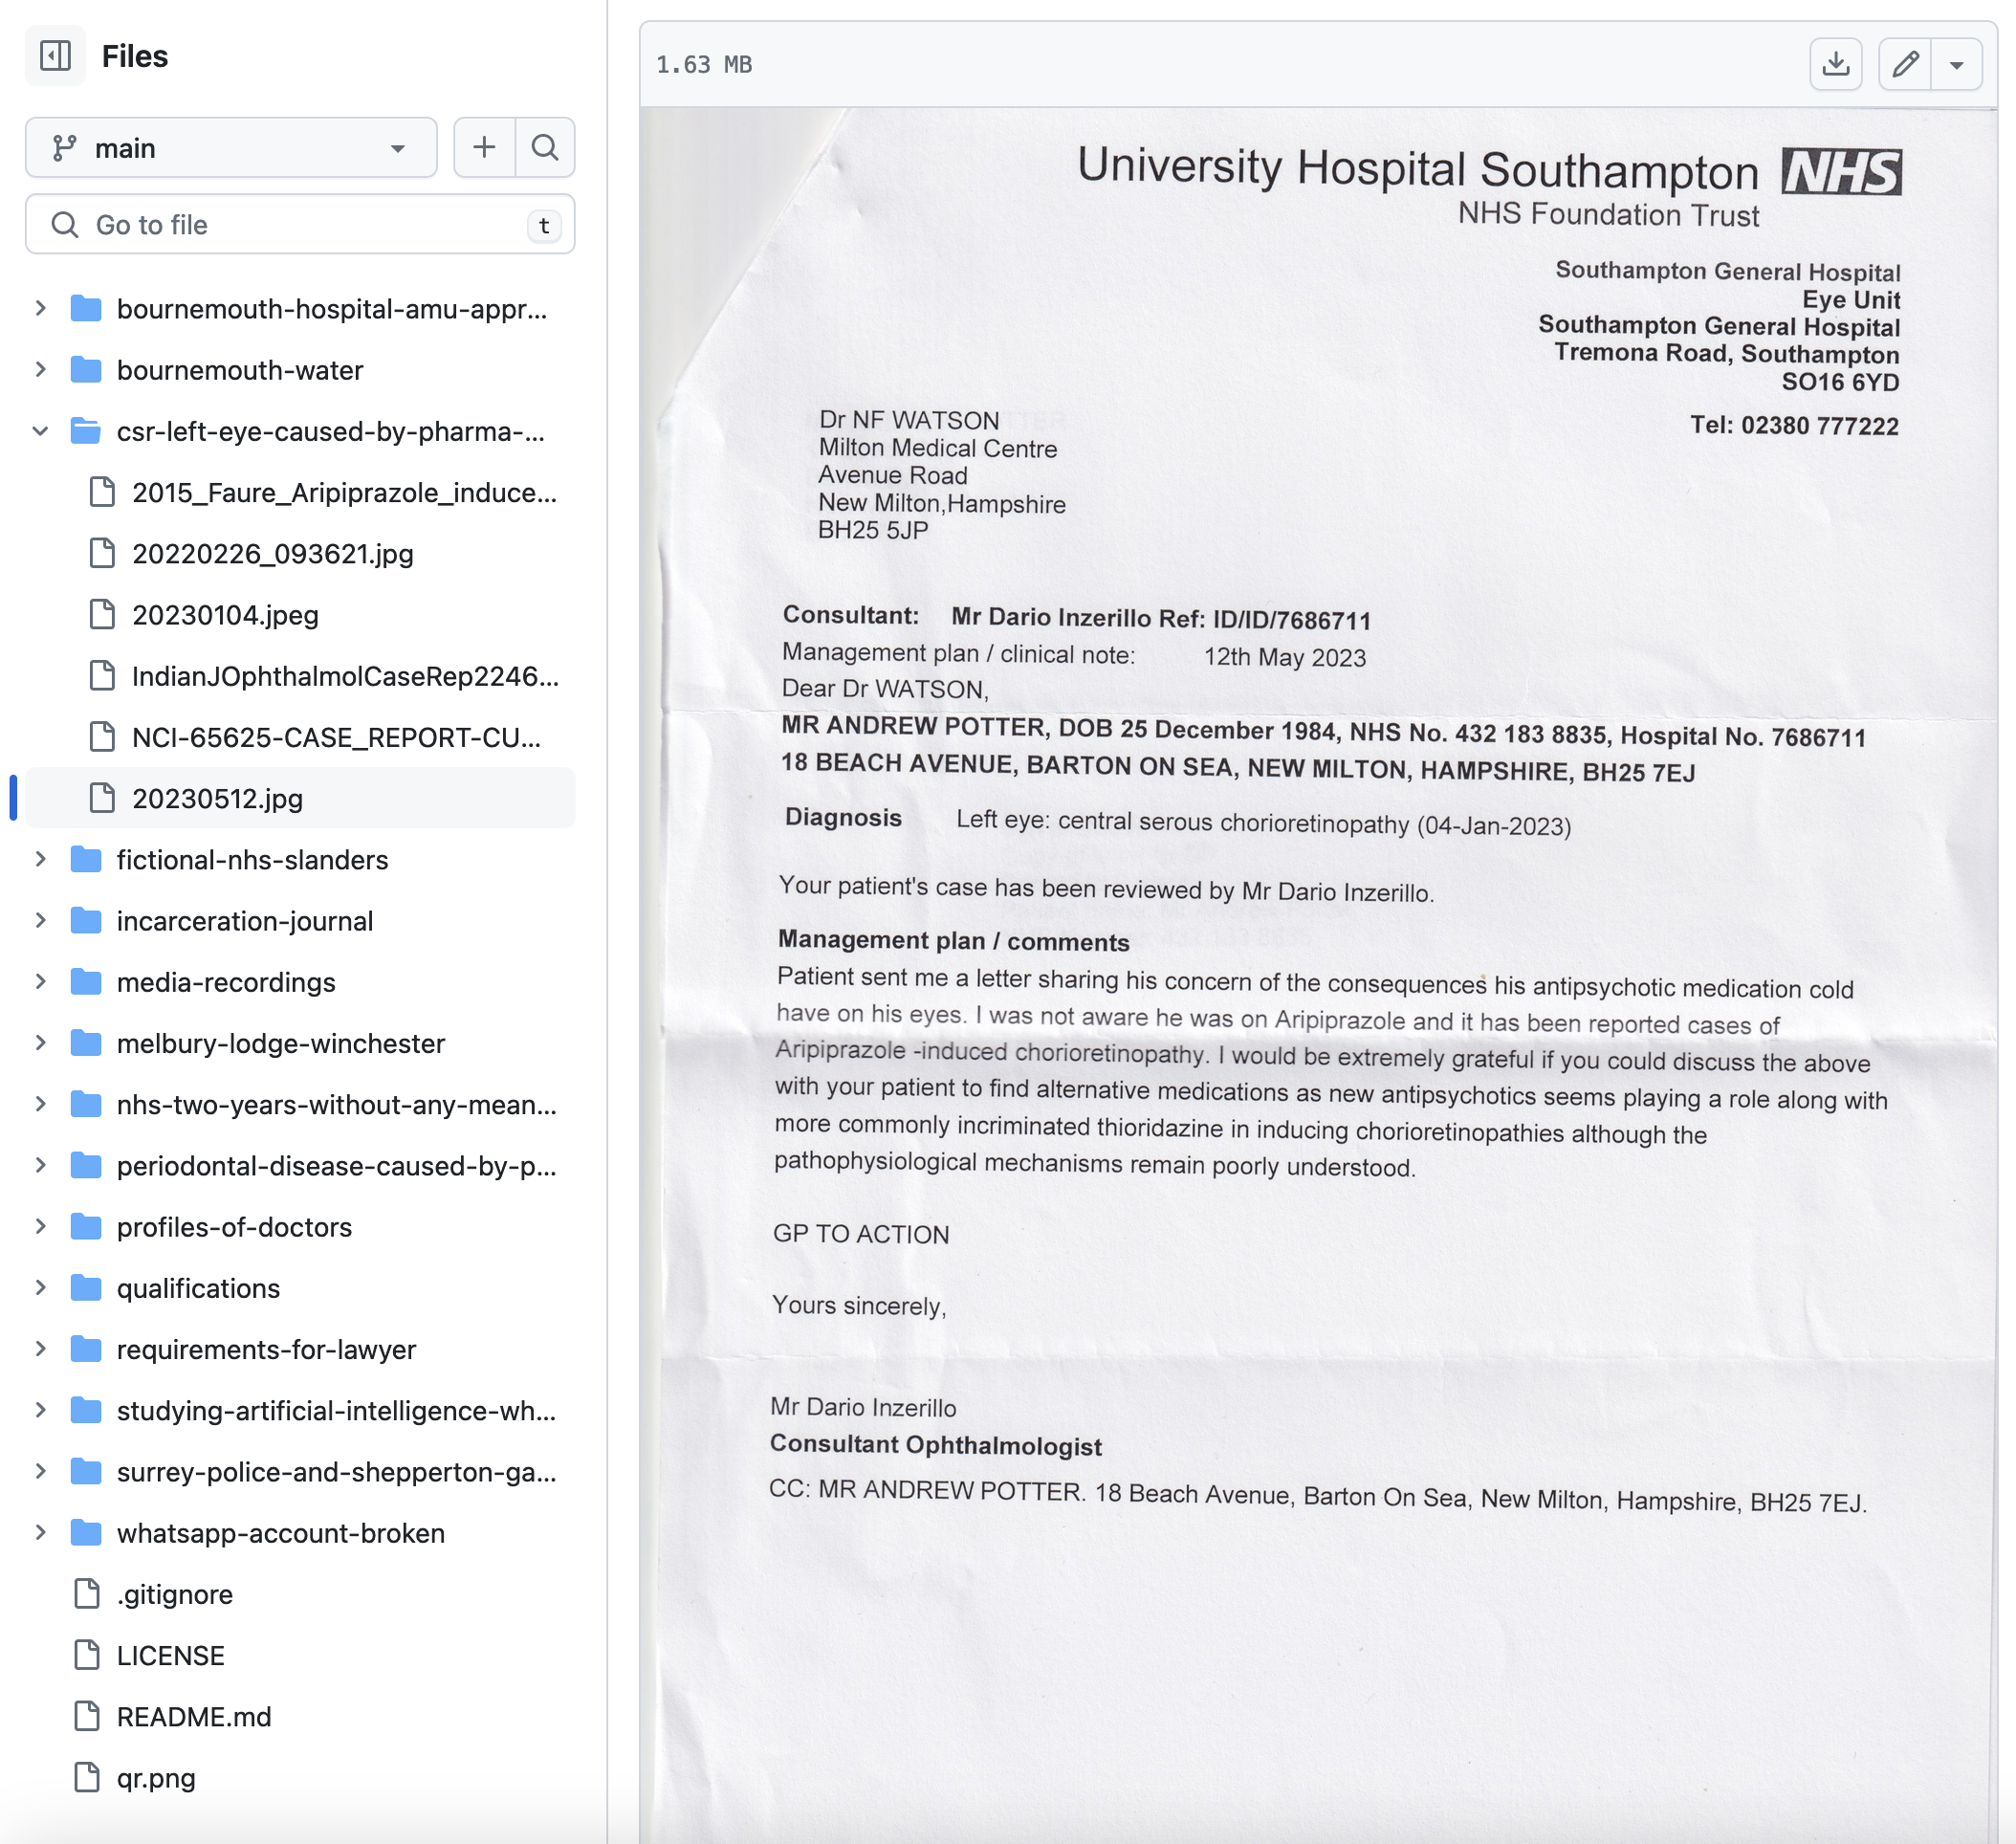 Files
main
Go to file
t
bournemouth-hospital-amu-appr...
bournemouth-water
csr-left-eye-caused-by-pharma-...
2015_Faure_Aripiprazole_induce...
20220226_093621.jpg
20230104.jpeg
IndianJOphthalmolCaseRep2246...
NCI-65625-CASE_REPORT-CU...
20230512.jpg
fictional-nhs-slanders
incarceration-journal
media-recordings
melbury-lodge-winchester
nhs-two-years-without-any-mean...
periodontal-disease-caused-by-p...
profiles-of-doctors
qualifications
requirements-for-lawyer
studying-artificial-intelligence-wh...
surrey-police-and-shepperton-ga...
whatsapp-account-broken
.gitignore
LICENSE
README.md
qr.png
1.63 MB
University Hospital Southampton NHS
NHS Foundation Trust
Southampton General Hospital
Eye Unit
Southampton General Hospital
Tremona Road, Southampton
SO16 6YD
Tel: 02380 777222
Dr NF WATSON
Milton Medical Centre
Avenue Road
New Milton,Hampshire
BH25 5JP
Consultant: Mr Dario Inzerillo Ref: ID/ID/7686711
Management plan / clinical note: 12th May 2023
Dear Dr WATSON,
MR ANDREW POTTER, DOB 25 December 1984, NHS No. 432 183 8835, Hospital No. 7686711
18 BEACH AVENUE, BARTON ON SEA, NEW MILTON, HAMPSHIRE, BH25 7EJ
Diagnosis Left eye: central serous chorioretinopathy (04-Jan-2023)
Your patient's case has been reviewed by Mr Dario Inzerillo.
Management plan / comments
Patient sent me a letter sharing his concern of the consequences his antipsychotic medication cold
have on his eyes. I was not aware he was on Aripiprazole and it has been reported cases of
Aripiprazole -induced chorioretinopathy. I would be extremely grateful if you could discuss the above
with your patient to find alternative medications as new antipsychotics seems playing a role along with
more commonly incriminated thioridazine in inducing chorioretinopathies although the
pathophysiological mechanisms remain poorly understood.
GP TO ACTION
Yours sincerely,
Mr Dario Inzerillo
Consultant Ophthalmologist
CC: MR ANDREW POTTER. 18 Beach Avenue, Barton On Sea, New Milton, Hampshire, BH25 7EJ.